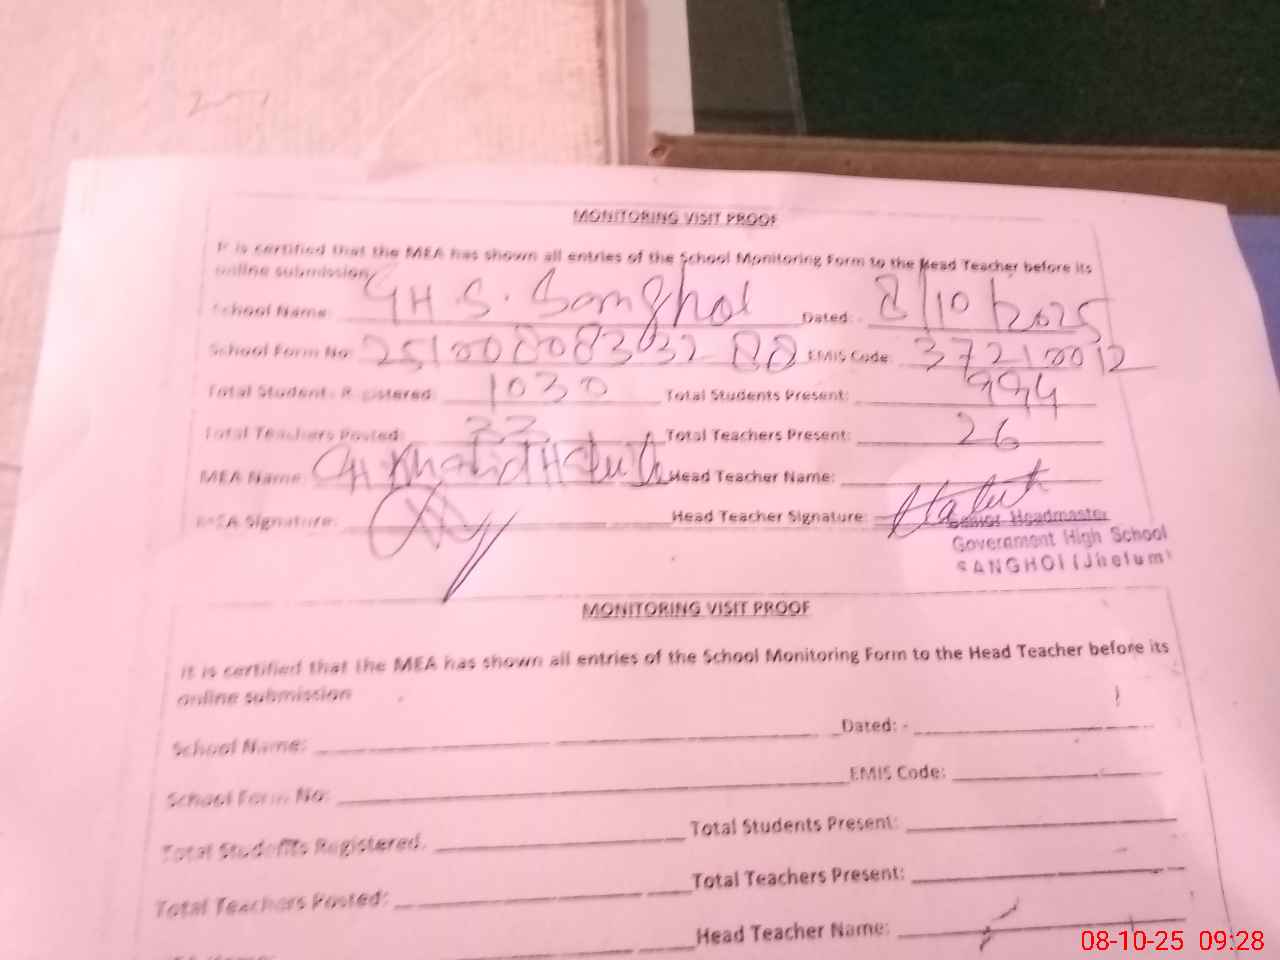 MONITORING VISIT PROOF
It is certified that the MEA has shown all entries of the School Monitoring Form to the Head Teacher before its
online submission
School Name: GH.S. Sanghoi Dated: - 8/10/2025
School Form No: EMIS Code: 37210012
Total Students Registered: 1030 Total Students Present: 994
Total Teachers Posted: Total Teachers Present: 26
MEA Name: CH Khalid Head Teacher Name:
MEA Signature: Head Teacher Signature:
Senior Headmaster
Government High School
SANGHOI (Jhelum)
MONITORING VISIT PROOF
It is certified that the MEA has shown all entries of the School Monitoring Form to the Head Teacher before its
online submission
School Name: Dated: -
School Form No: EMIS Code:
Total Students Registered. Total Students Present:
Total Teachers Posted: Total Teachers Present:
Head Teacher Name:
08-10-25 09:28